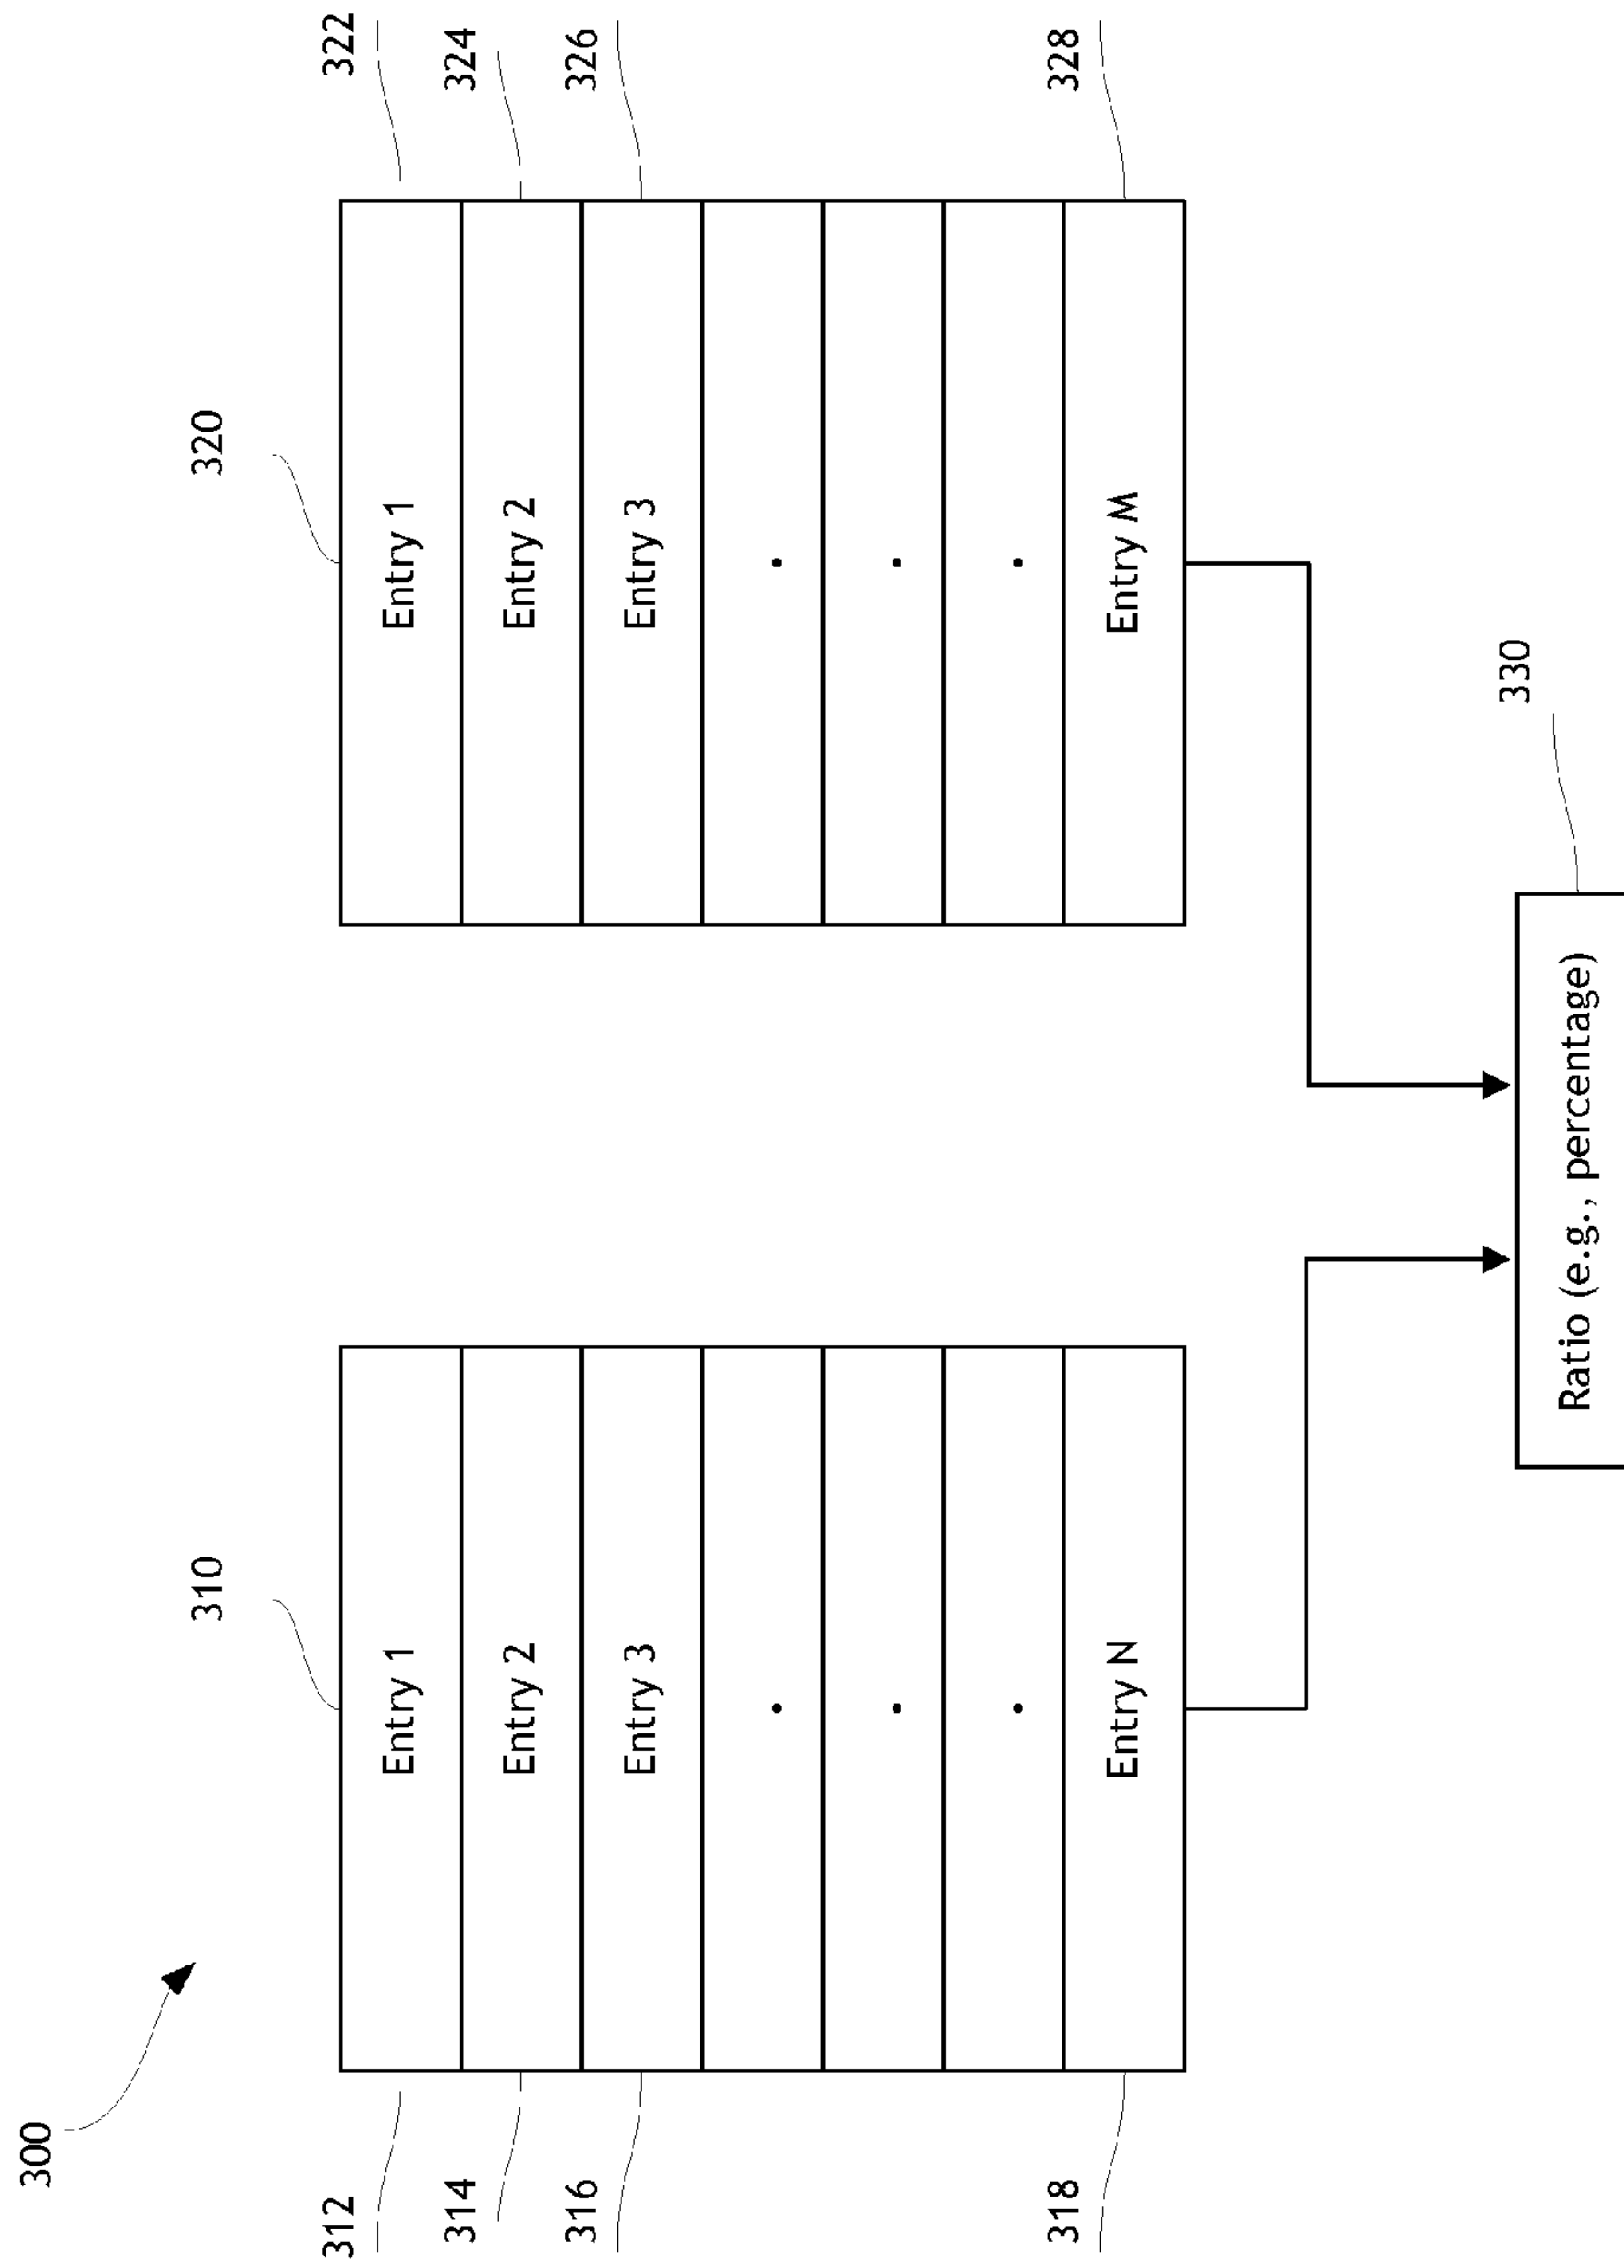 300
310
320
312
Entry 1
Entry 1
322
314
Entry 2
Entry 2
324
316
Entry 3
Entry 3
326
.
.
.
.
.
.
318
Entry N
Entry M
328
330
Ratio (e.g., percentage)